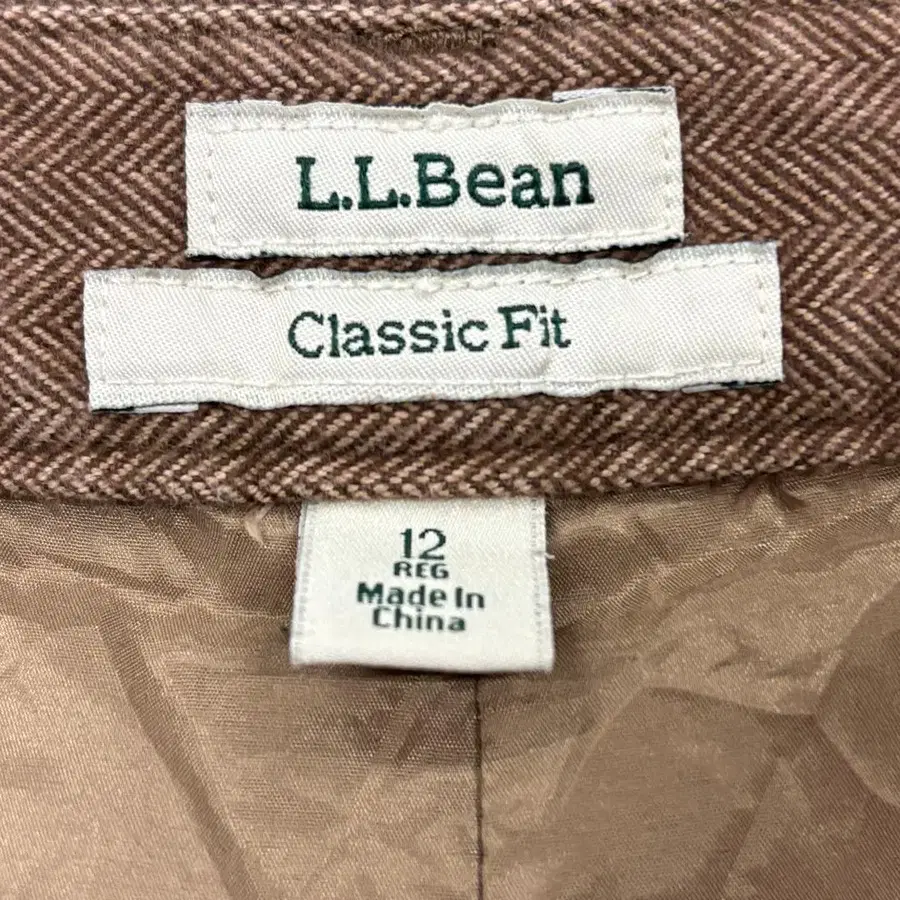 L.L.Bean
Classic Fit
12
REG
Made In
China